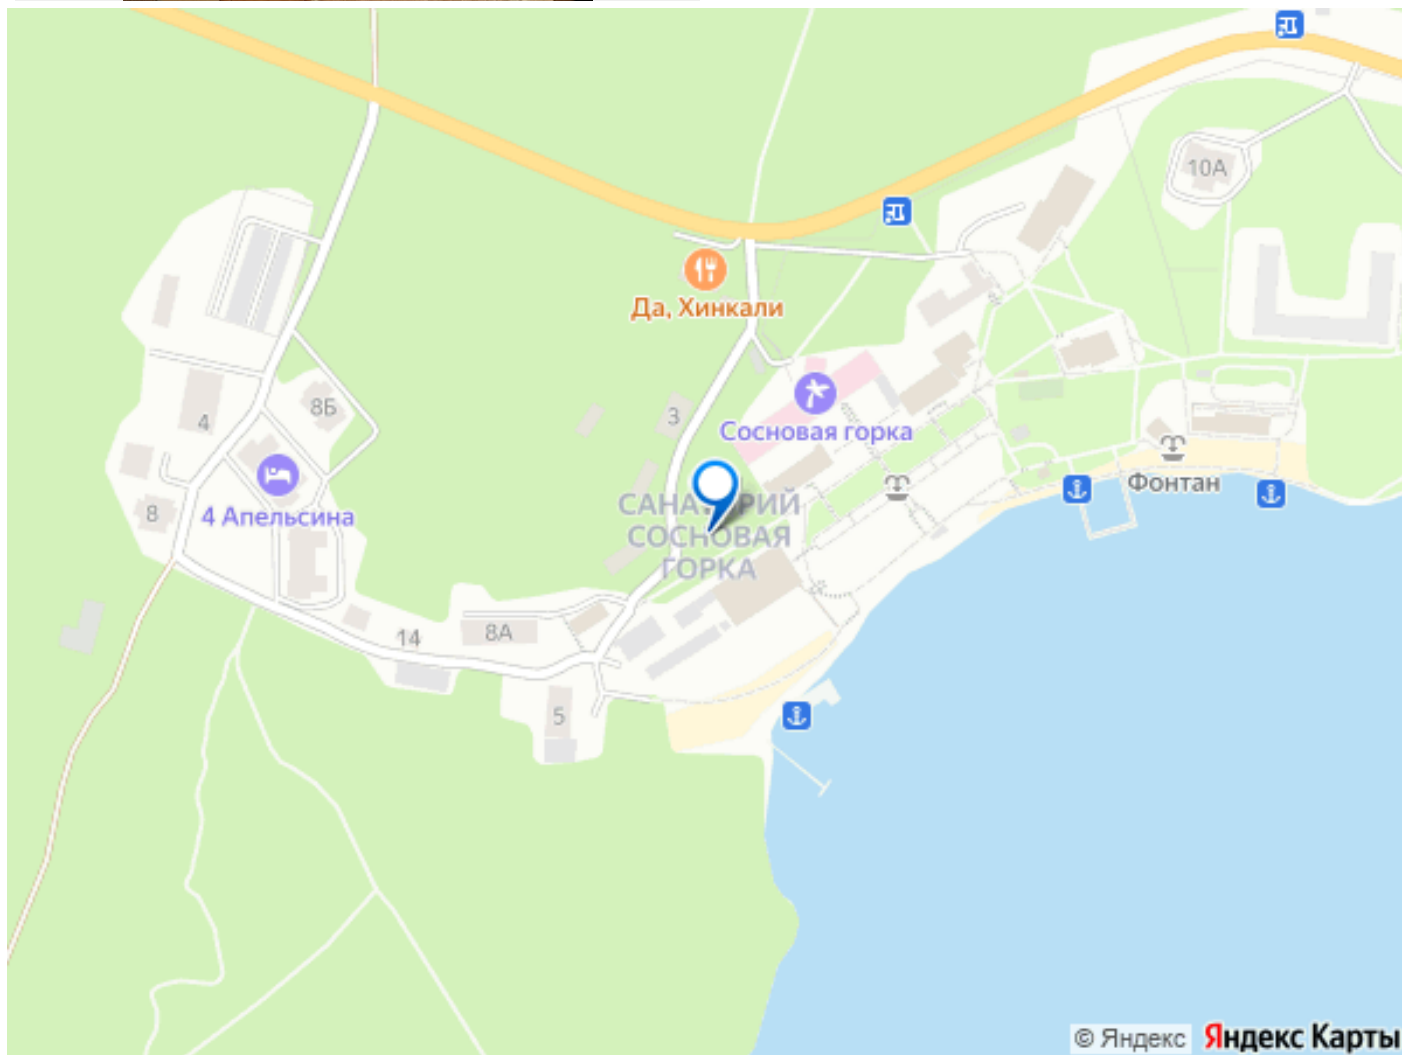 10А
Да, Хинкали
8Б
3
4
Сосновая горка
САНАТОРИЙ
СОСНОВАЯ
ГОРКА
Фонтан
8
4 Апельсина
14
8А
5
© Яндекс Яндекс Карты